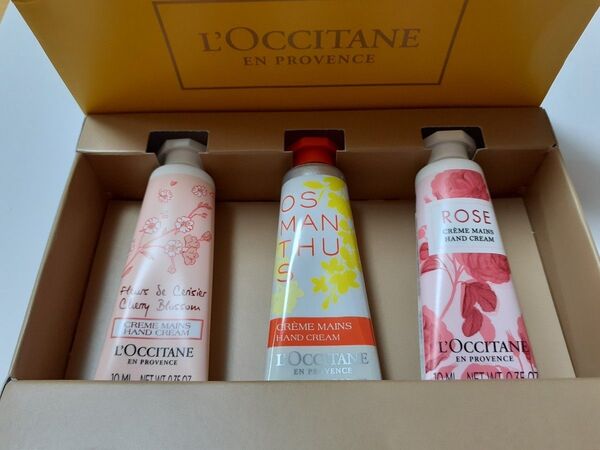 L'OCCITANE
EN PROVENCE
Fleurs de Cerisier
Cherry Blossom
CRÈME MAINS
HAND CREAM
L'OCCITANE
EN PROVENCE
10 ML - NET WT 0.35
OS
MAN
THU
S
CRÈME MAINS
HAND CREAM
L'OCCITANE
EN PROVENCE
ROSE
CRÈME MAINS
HAND CREAM
L'OCCITANE
EN PROVENCE
10 ML - NET WT 0.35 OZ